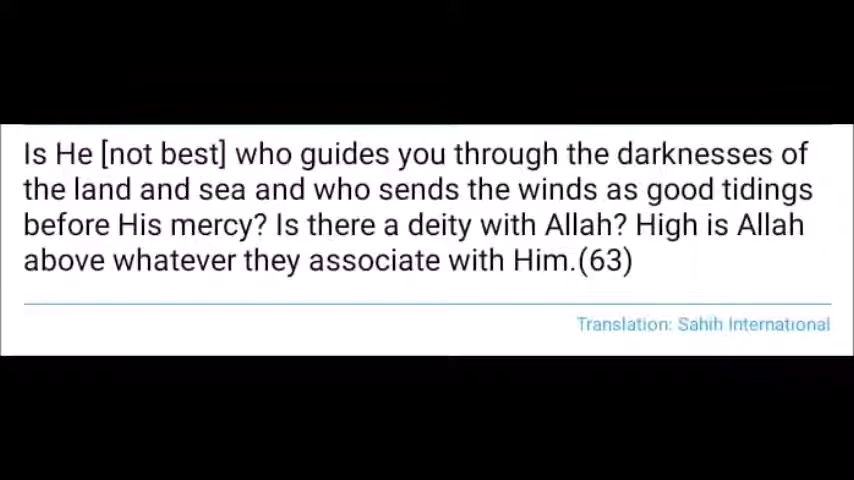 Is He [not best] who guides you through the darknesses of
the land and sea and who sends the winds as good tidings
before His mercy? Is there a deity with Allah? High is Allah
above whatever they associate with Him.(63)
Translation: Sahih International